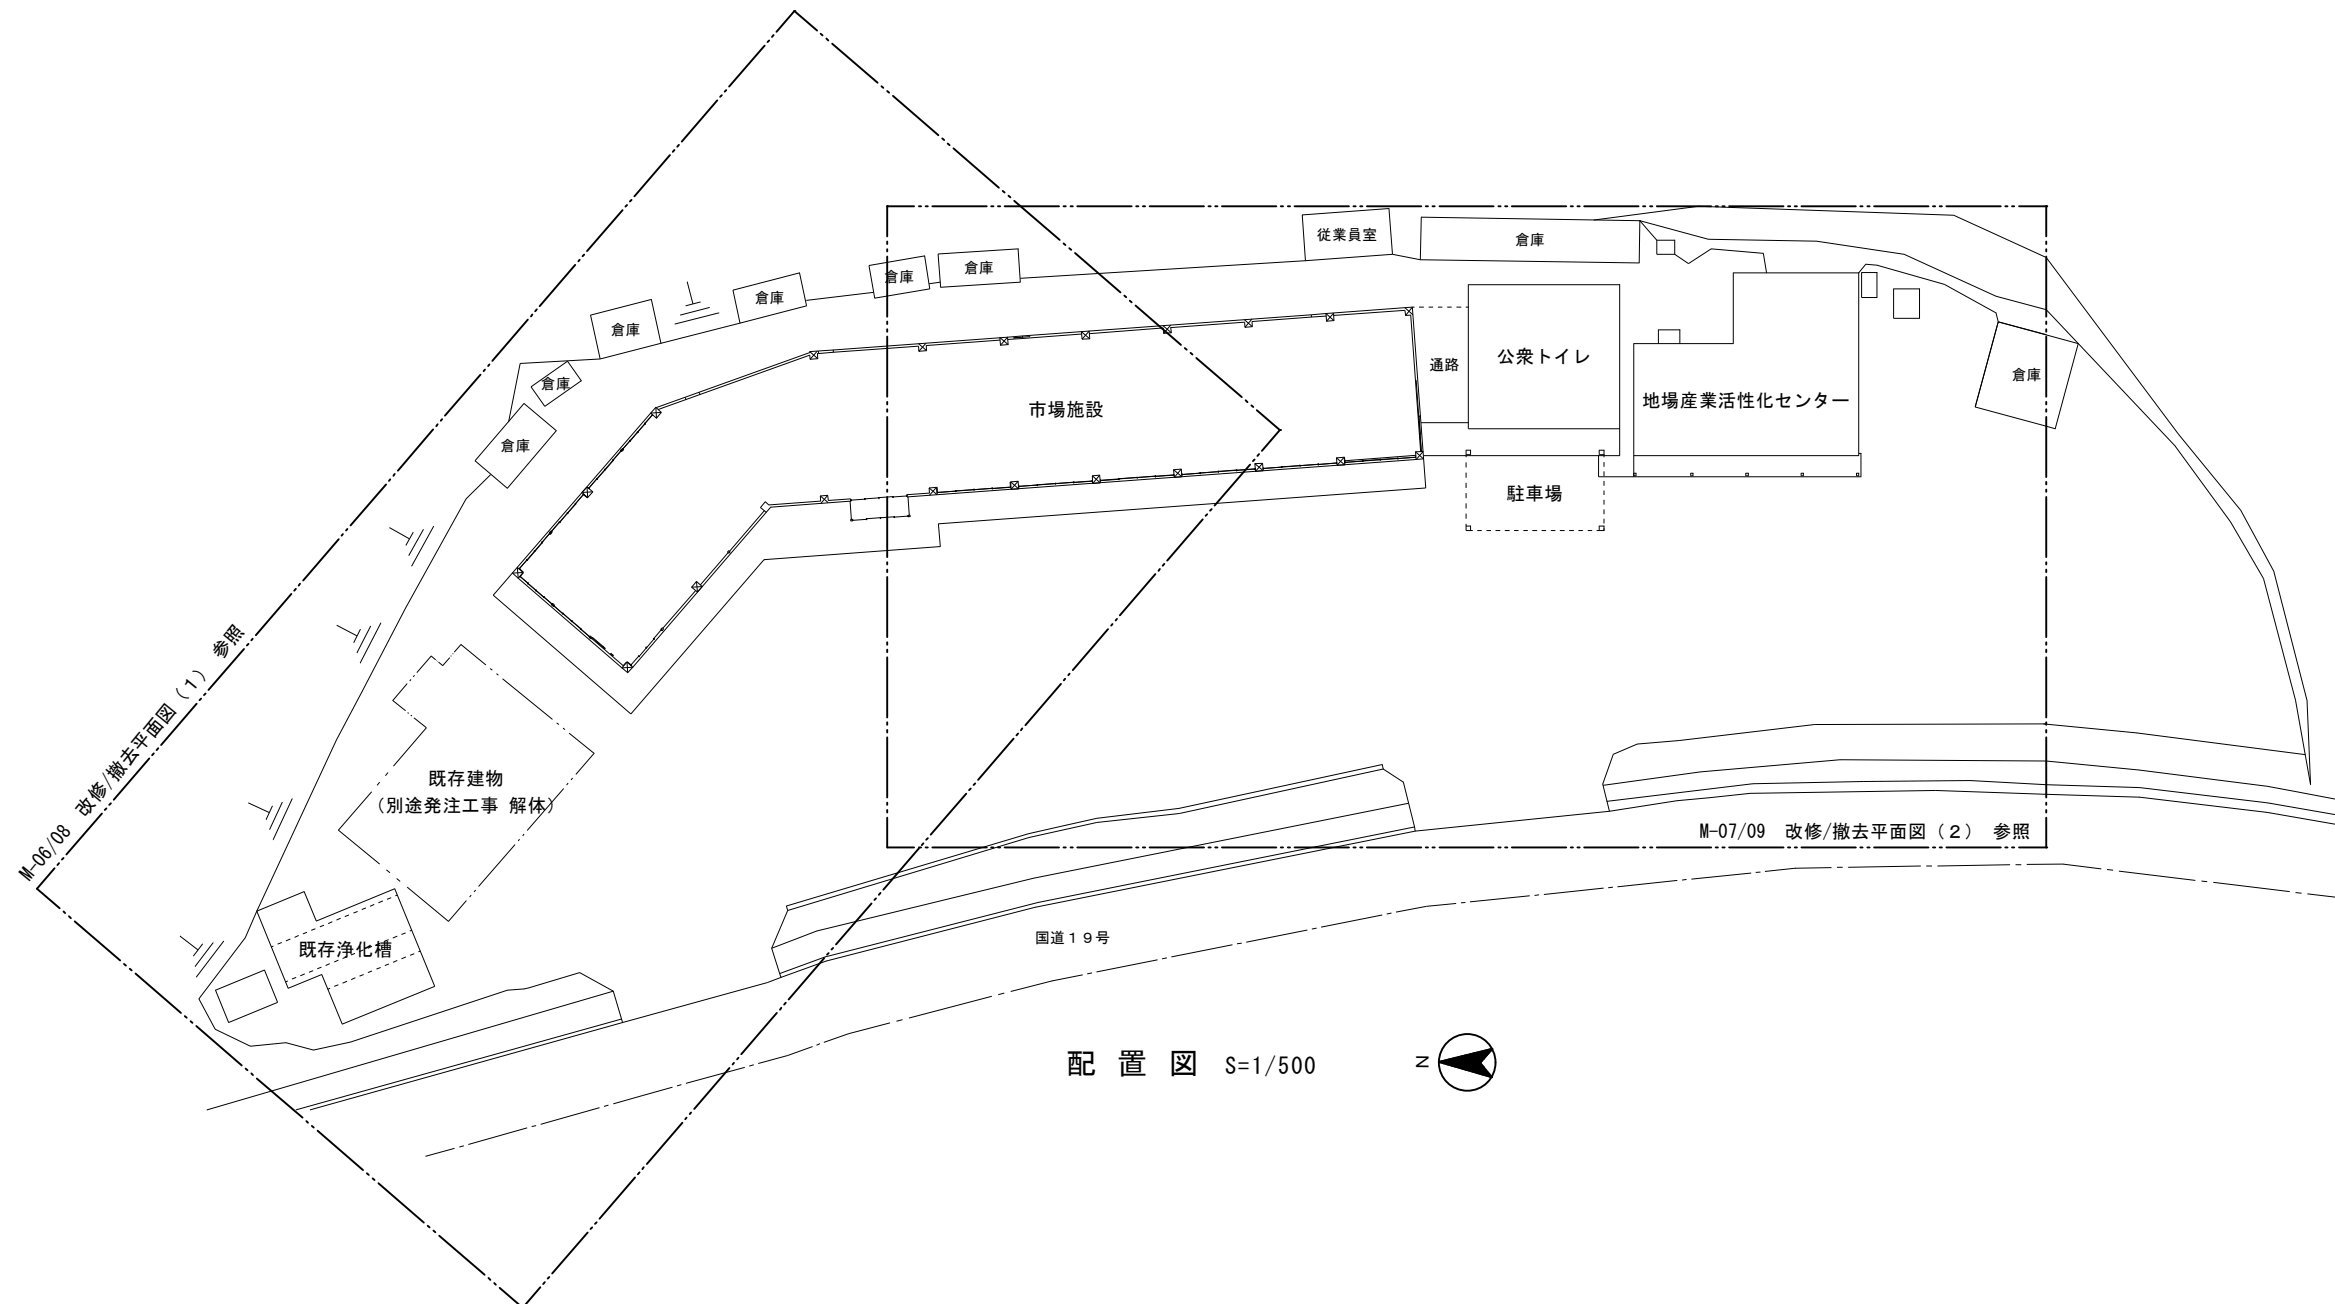 従業員室
倉庫
倉庫
倉庫
倉庫
倉庫
倉庫
倉庫
倉庫
通路
公衆トイレ
地場産業活性化センター
倉庫
市場施設
駐車場
M-06/08 改修/撤去平面図(1) 参照
既存建物
(別途発注工事 解体)
M-07/09 改修/撤去平面図(2) 参照
既存浄化槽
国道19号
配置図 S=1/500
N